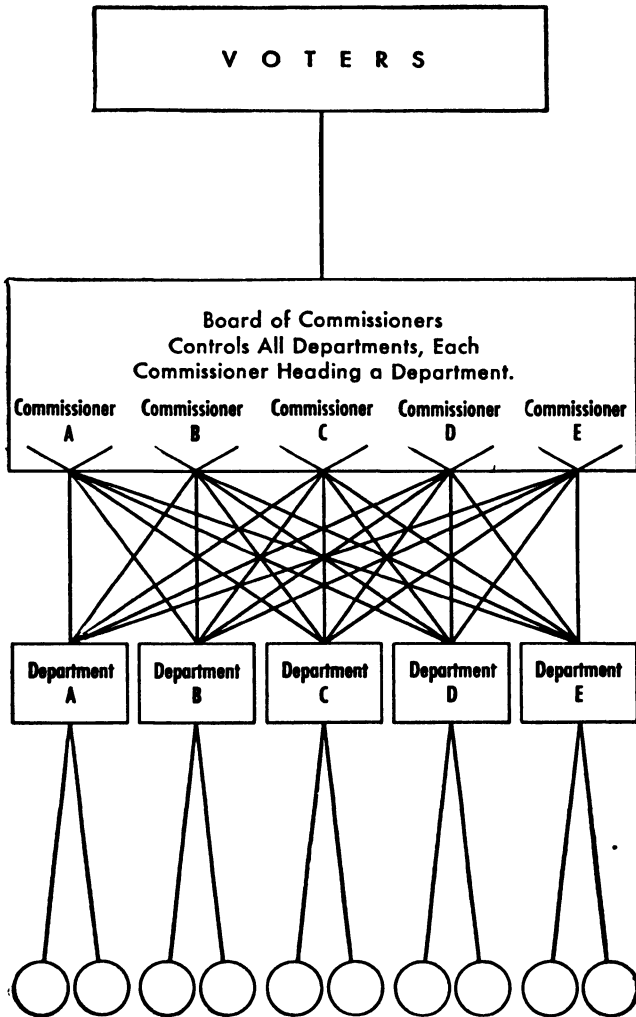 VOTERS
Board of Commissioners
Controls All Departments, Each
Commissioner Heading a Department.
Commissioner Commissioner Commissioner Commissioner Commissioner
A B C D E
Department Department Department Department Department
A B C D E